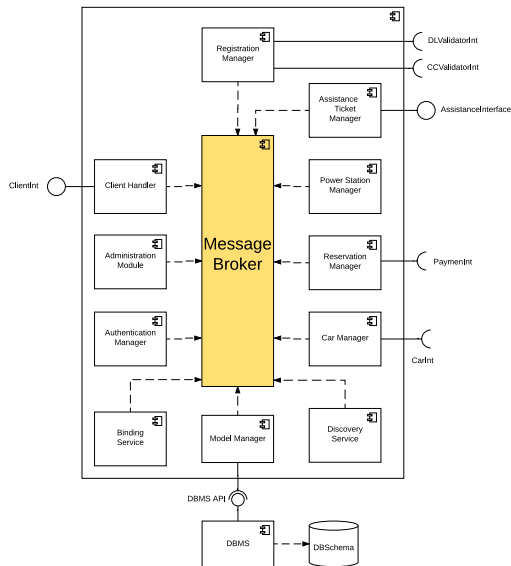 Registration
Manager
DLValidatorInt
CCValidatorInt
Assistance
Ticket
Manager
AssistanceInterface
ClientInt
Client Handler
Power Station
Manager
Message
Broker
Administration
Module
Reservation
Manager
PaymenInt
Authentication
Manager
Car Manager
CarInt
Binding
Service
Model Manager
Discovery
Service
DBMS API
DBMS
DBSchema